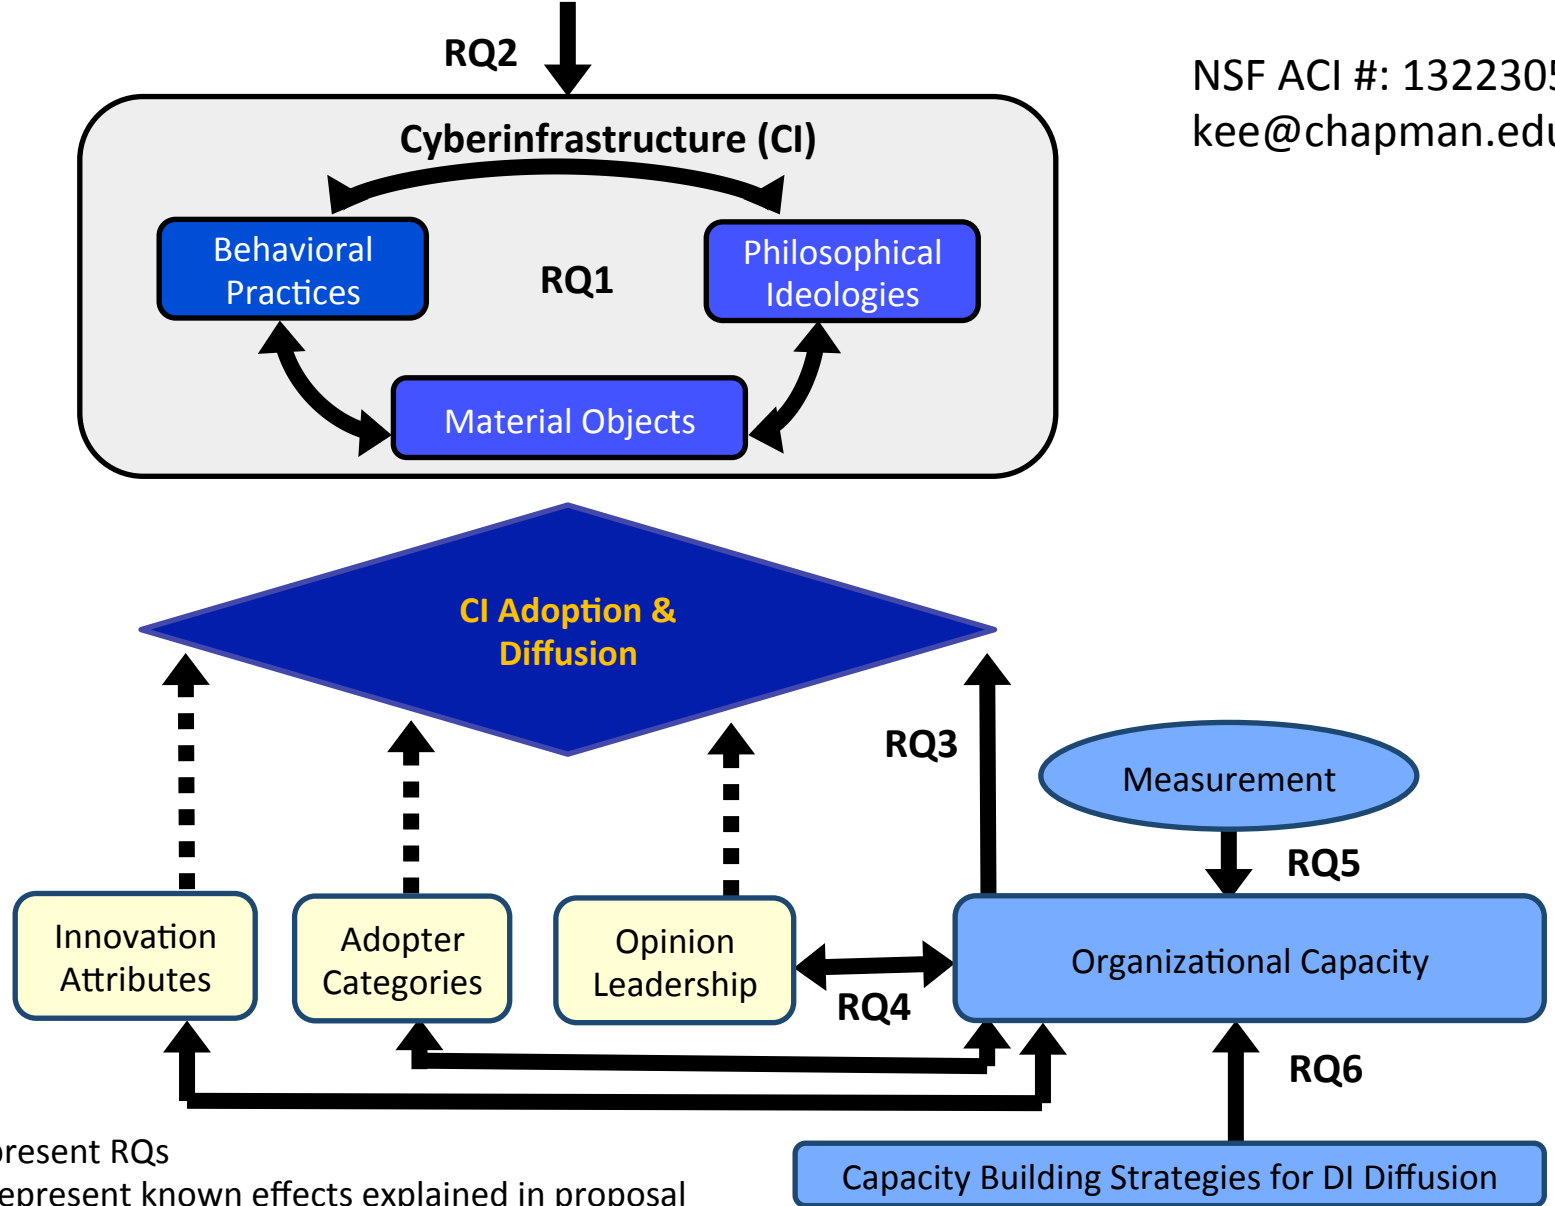 RQ2
NSF ACI #: 1322305
kee@chapman.edu
Cyberinfrastructure (CI)
Behavioral
Practices
RQ1
Philosophical
Ideologies
Material Objects
CI Adoption &
Diffusion
RQ3
Measurement
RQ5
Innovation
Attributes
Adopter
Categories
Opinion
Leadership
RQ4
Organizational Capacity
RQ6
present RQs
epresent known effects explained in proposal
Capacity Building Strategies for DI Diffusion